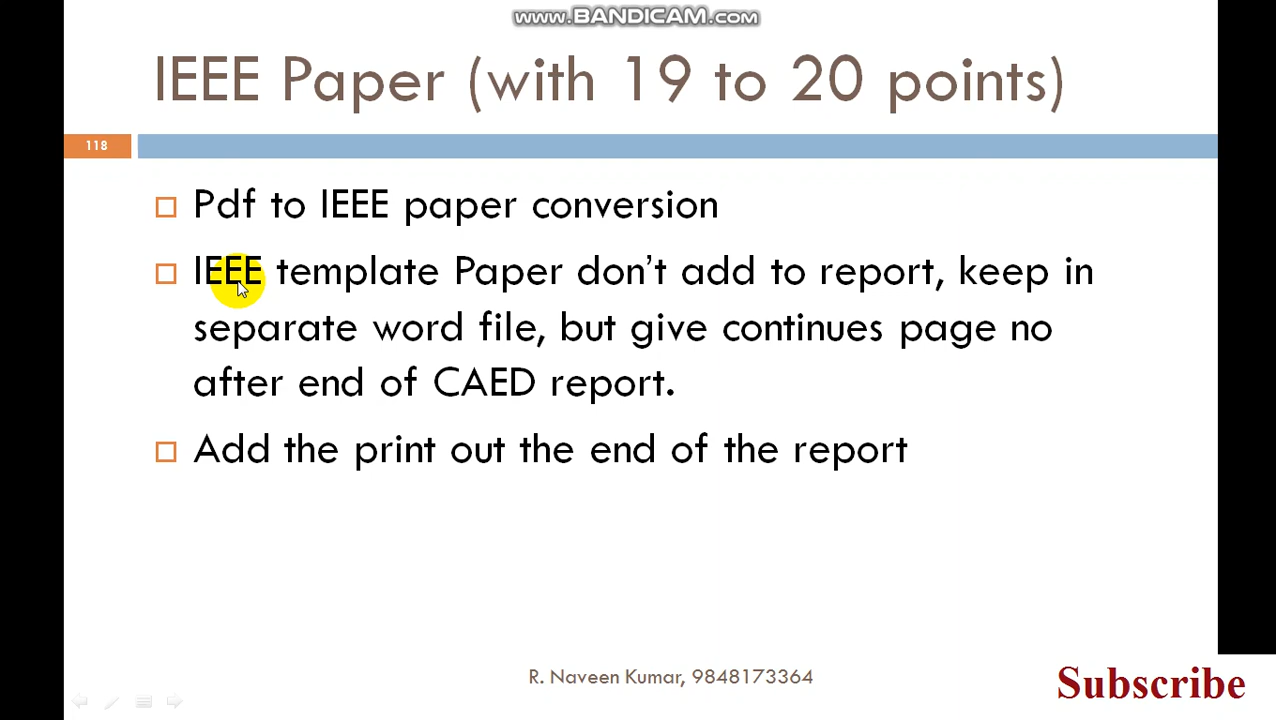 www.BANDICAM.com
IEEE Paper (with 19 to 20 points)
118
Pdf to IEEE paper conversion
IEEE template Paper don't add to report, keep in
separate word file, but give continues page no
after end of CAED report.
Add the print out the end of the report
R. Naveen Kumar, 9848173364
Subscribe